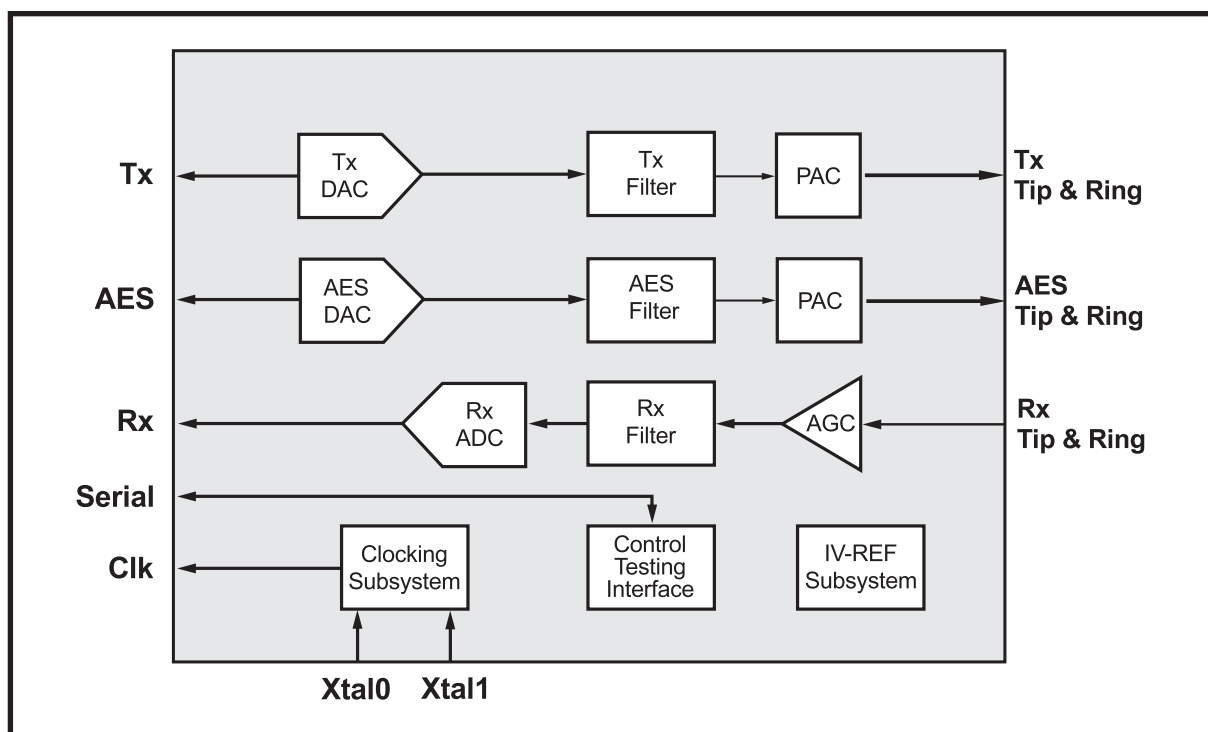 Tx
Tx
DAC
Tx
Filter
PAC
Tx
Tip & Ring
AES
AES
DAC
AES
Filter
PAC
AES
Tip & Ring
Rx
Rx
ADC
Rx
Filter
AGC
Rx
Tip & Ring
Serial
Clk
Clocking
Subsystem
Control
Testing
Interface
IV-REF
Subsystem
Xtal0
Xtal1